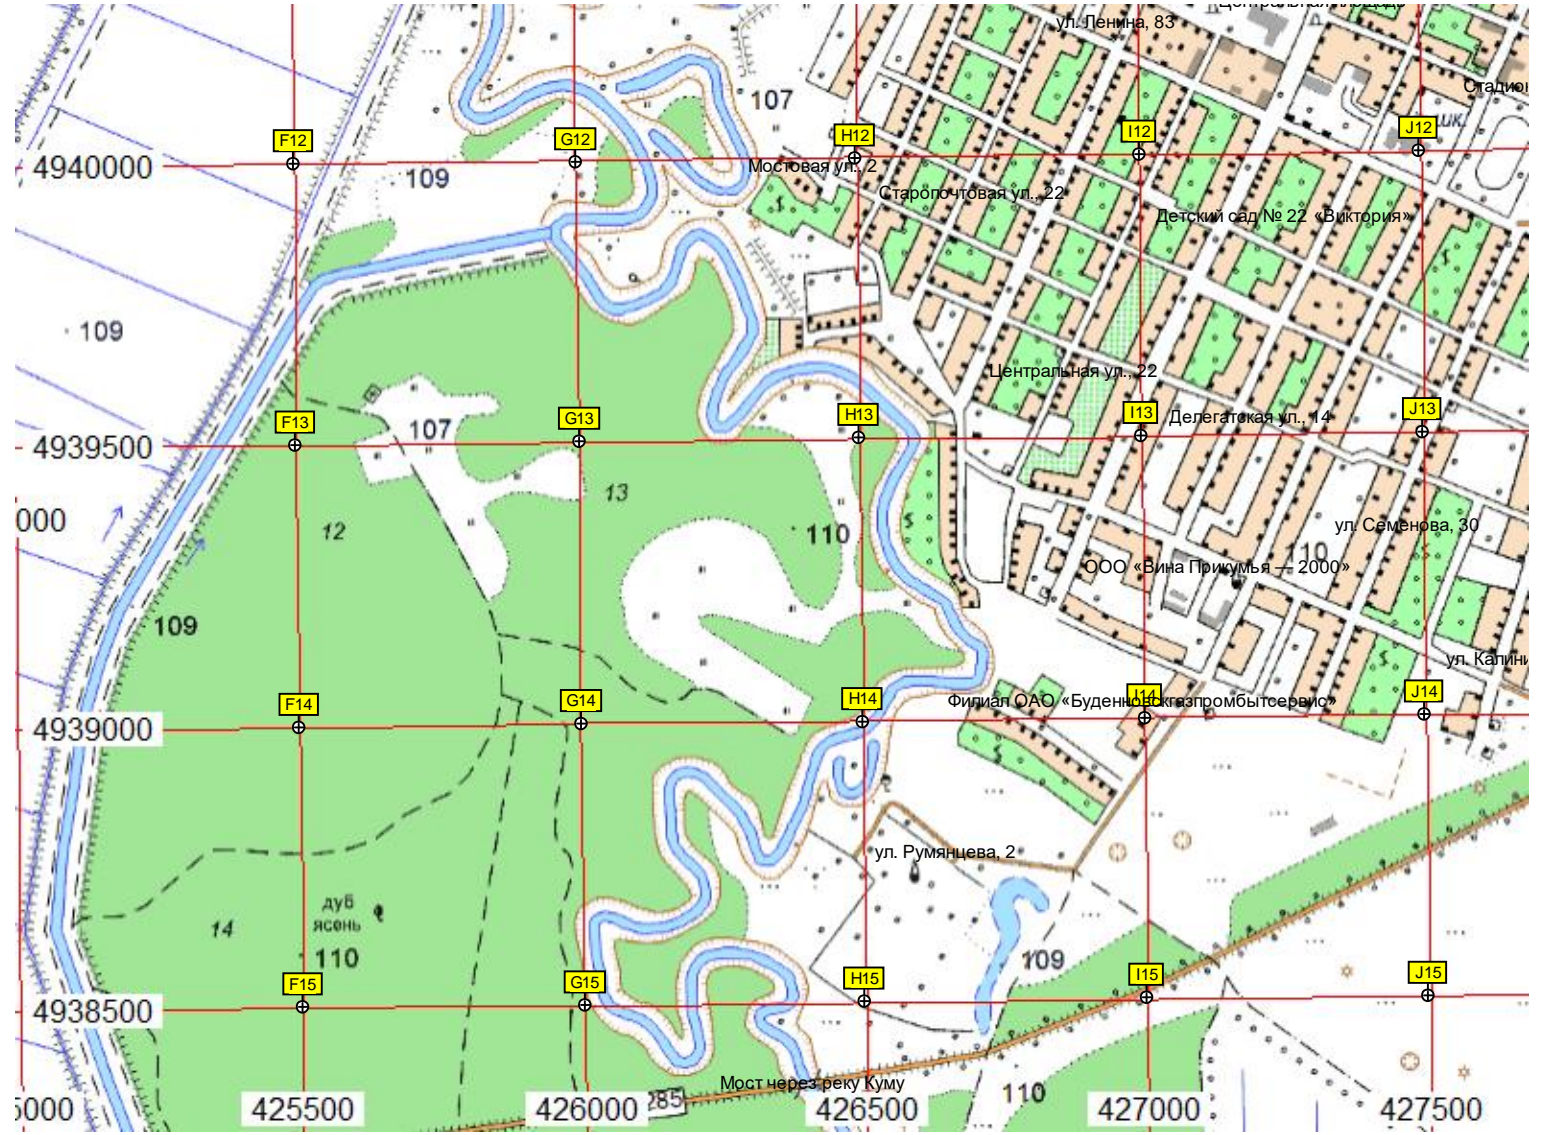 ул. Ленина, 83
107
Стадион
F12
G12
H12
I12
J12
4940000
109
Мостовая ул., 2
Старопочтовая ул., 22
Детский сад № 22 «Виктория»
109
Центральная ул., 22
F13
107
G13
H13
I13
Делегатская ул., 14
J13
4939500
13
000
12
110
ул. Семенова, 30
110
ООО «Вина Прикумья — 2000»
109
ул. Калини
F14
G14
H14
Филиал ОАО «Буденновскгазпромбытсервис»
I14
J14
4939000
ул. Румянцева, 2
дуб
ясень
14
110
109
F15
G15
H15
I15
J15
4938500
Мост через реку Куму
285
110
5000
425500
426000
426500
427000
427500